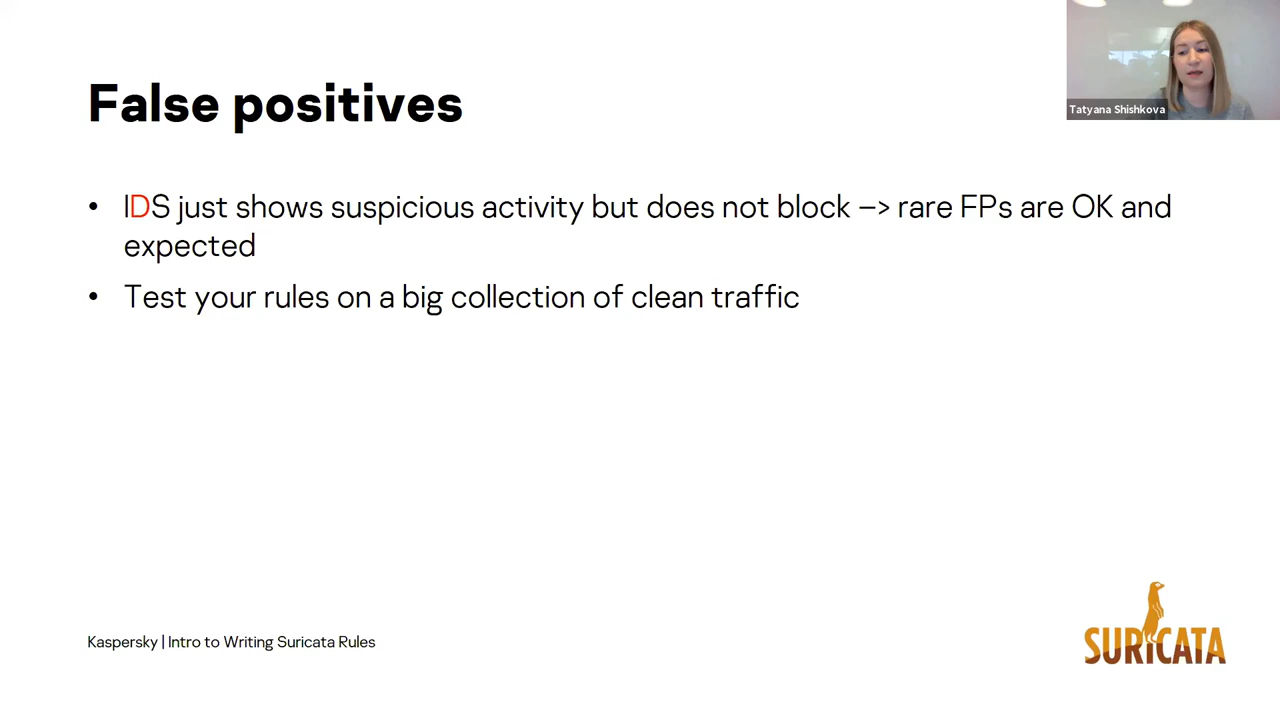 Tatyana Shishkova
False positives
• IDS just shows suspicious activity but does not block –> rare FPs are OK and
expected
• Test your rules on a big collection of clean traffic
Kaspersky | Intro to Writing Suricata Rules
SURICATA